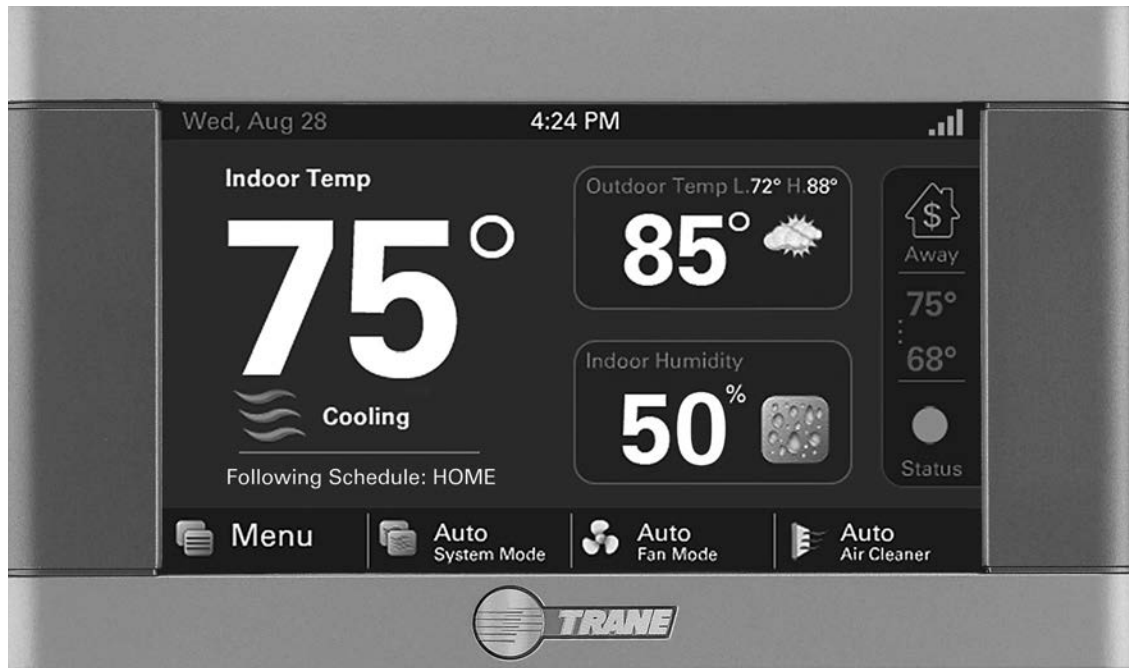 Wed, Aug 28
4:24 PM
Indoor Temp
75°
Cooling
Following Schedule: HOME
Outdoor Temp L.72° H.88°
85°
Indoor Humidity
50%
$
Away
75°
68°
Status
Menu
Auto
System Mode
Auto
Fan Mode
Auto
Air Cleaner
TRANE